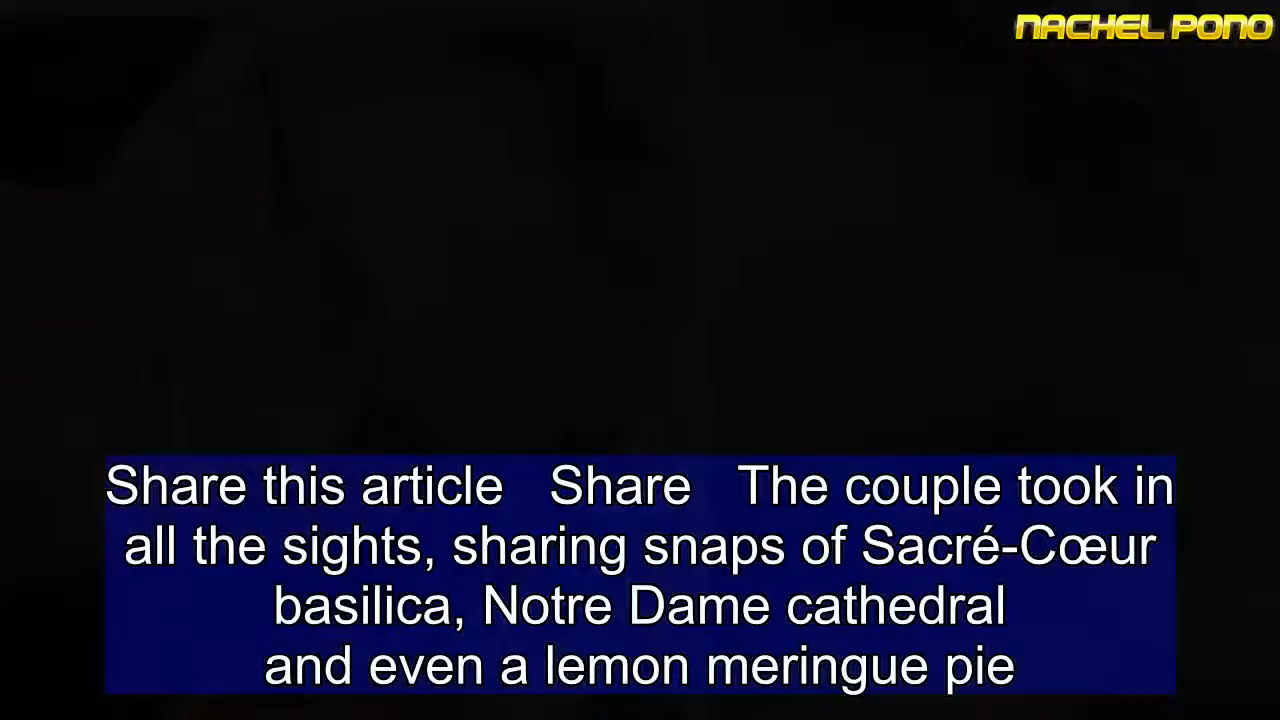 NACHEL PONO
Share this article   Share   The couple took in
all the sights, sharing snaps of Sacré-Cœur
basilica, Notre Dame cathedral
and even a lemon meringue pie